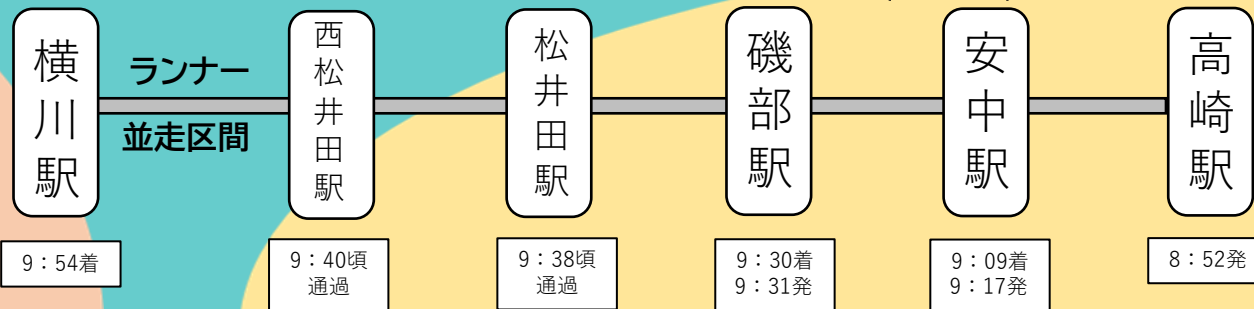 横川駅
ランナー
並走区間
西松井田駅
松井田駅
磯部駅
安中駅
高崎駅
9：54着
9：40頃
通過
9：38頃
通過
9：30着
9：31発
9：09着
9：17発
8：52発